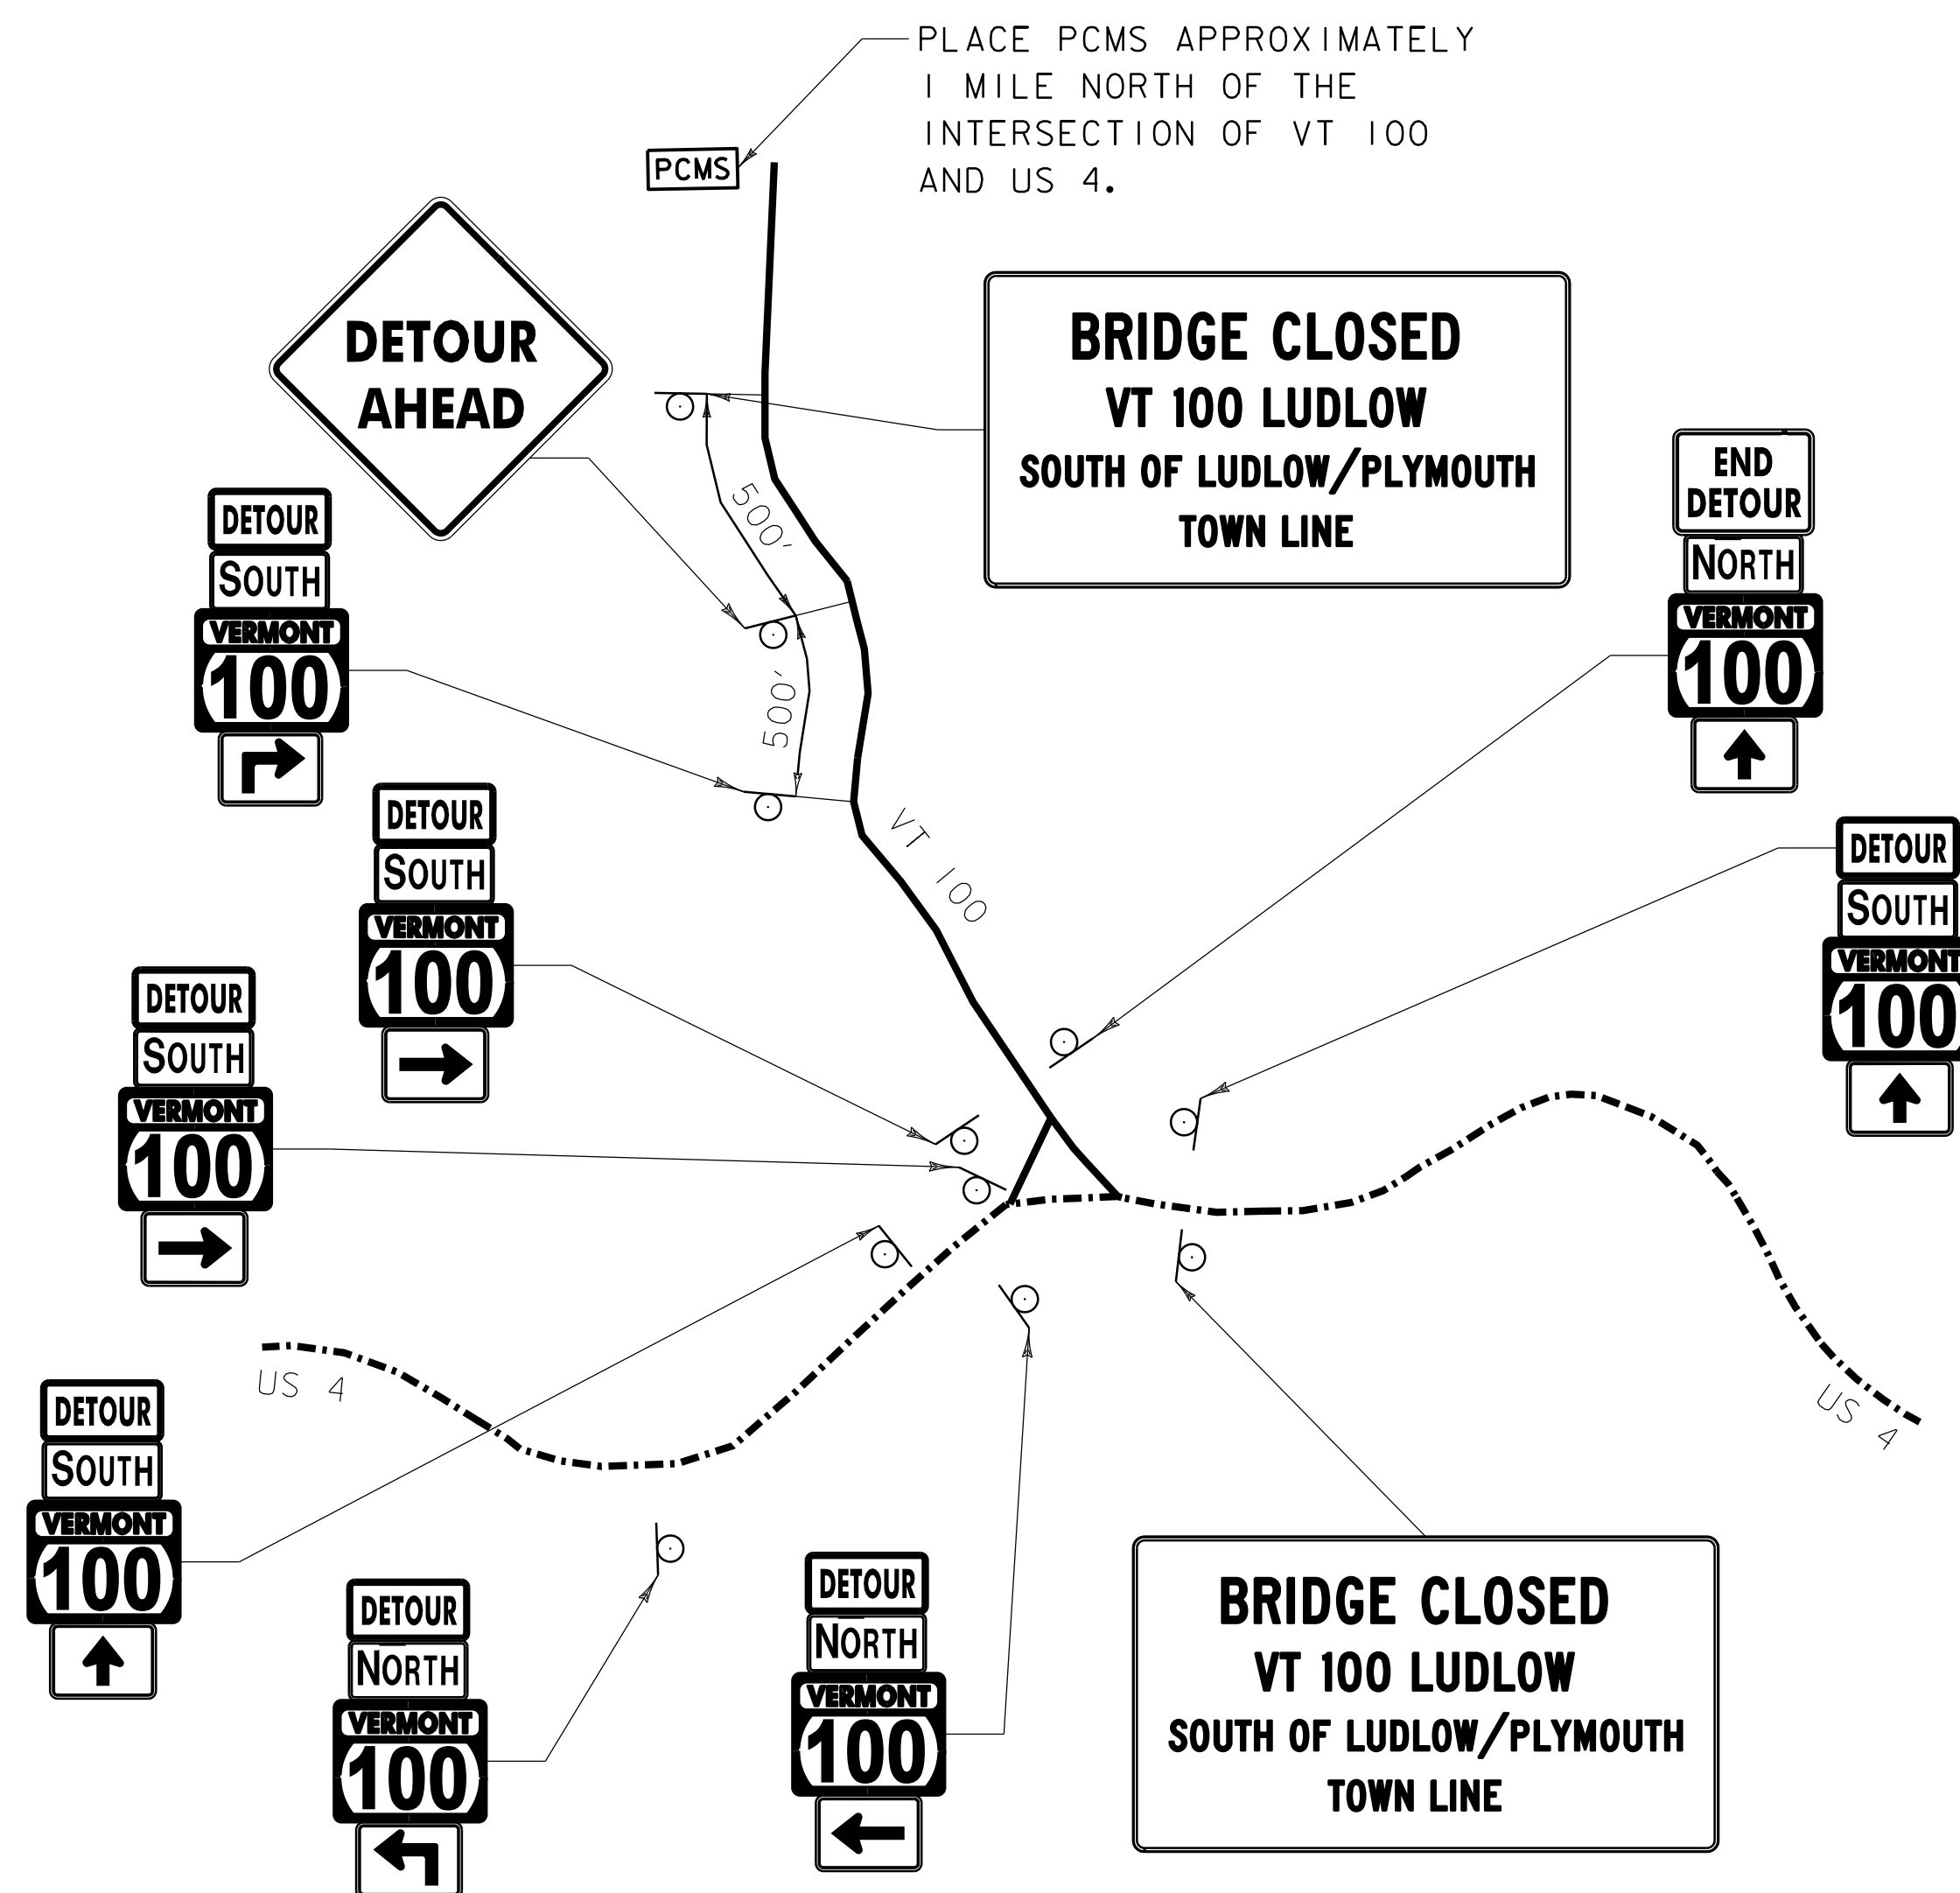 PLACE PCMS APPROXIMATELY
1 MILE NORTH OF THE
INTERSECTION OF VT 100
AND US 4.
PCMS
DETOUR
AHEAD
BRIDGE CLOSED
VT 100 LUDLOW
SOUTH OF LUDLOW/PLYMOUTH
TOWN LINE
END
DETOUR
NORTH
VERMONT
100
DETOUR
SOUTH
VERMONT
100
500'
500'
DETOUR
SOUTH
VERMONT
100
VT 100
DETOUR
SOUTH
VERMONT
100
DETOUR
SOUTH
VERMONT
100
US 4
US 4
DETOUR
SOUTH
VERMONT
100
DETOUR
NORTH
VERMONT
100
DETOUR
NORTH
VERMONT
100
BRIDGE CLOSED
VT 100 LUDLOW
SOUTH OF LUDLOW/PLYMOUTH
TOWN LINE